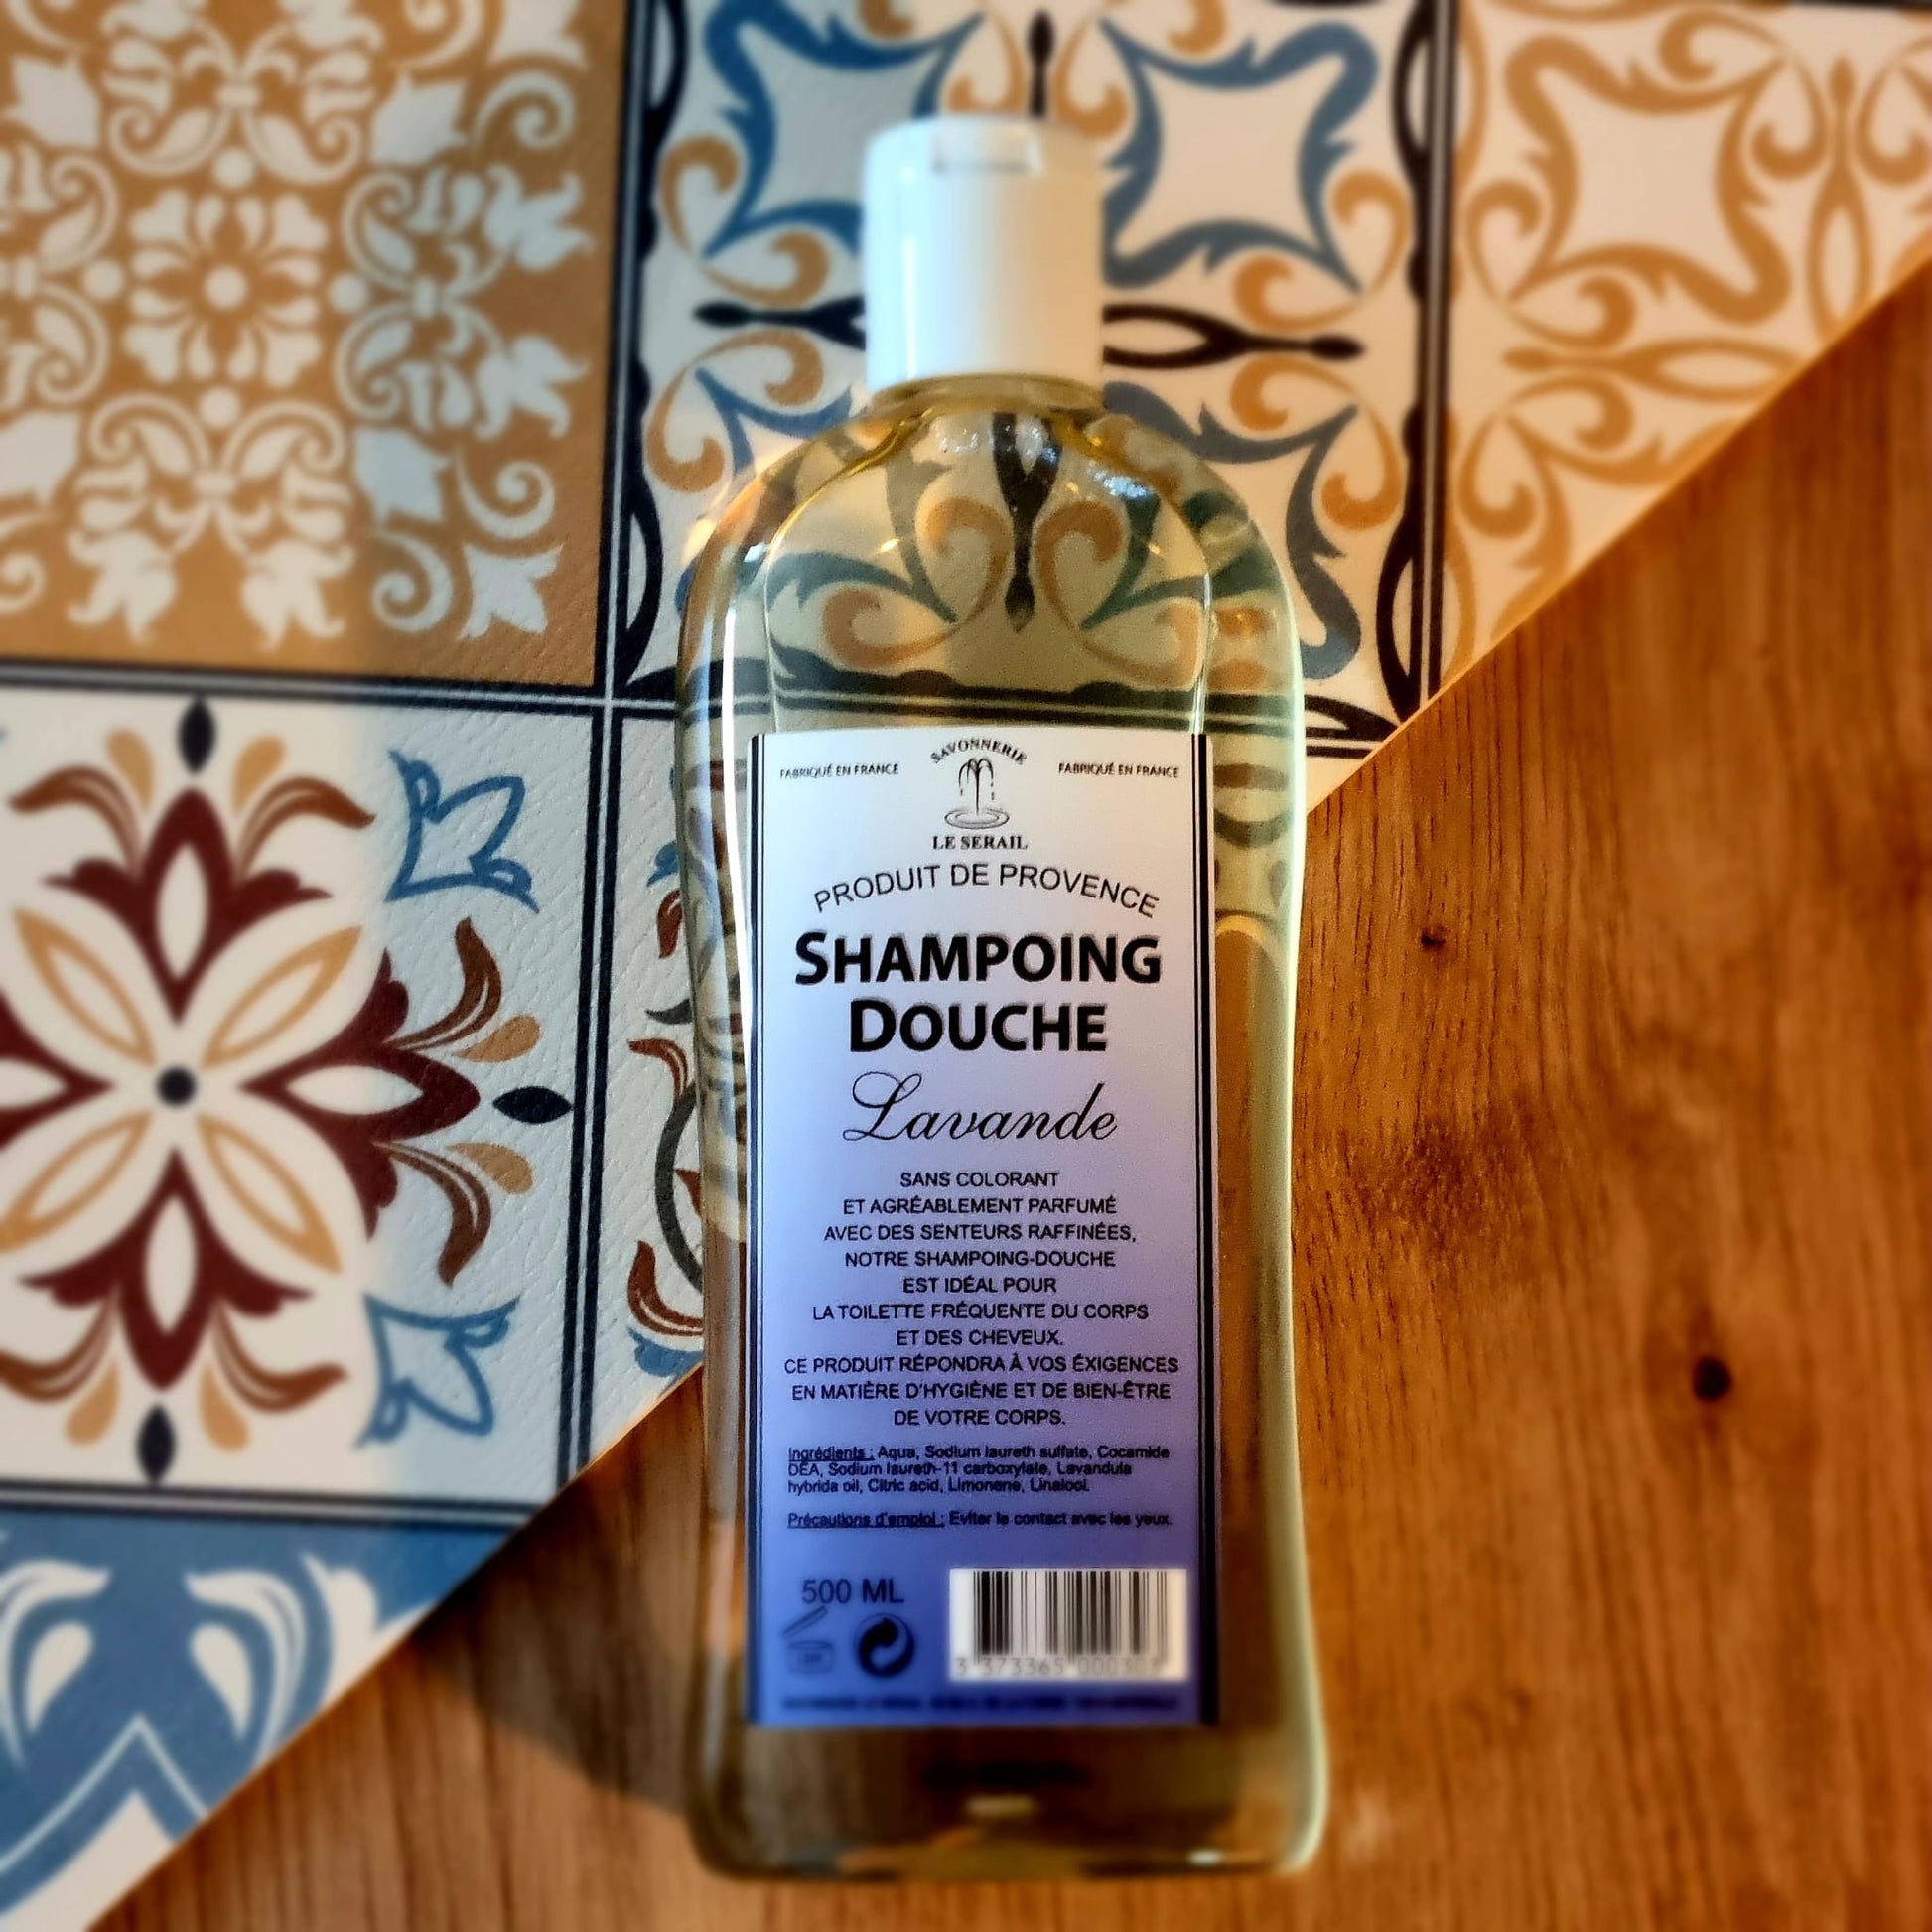 FABRIQUÉ EN FRANCE
SAVONNERIE
FABRIQUÉ EN FRANCE
LE SERAIL
PRODUIT DE PROVENCE
SHAMPOING
DOUCHE
Lavande
SANS COLORANT
ET AGRÉABLEMENT PARFUMÉ
AVEC DES SENTEURS RAFFINÉES,
NOTRE SHAMPOING-DOUCHE
EST IDÉAL POUR
LA TOILETTE FRÉQUENTE DU CORPS
ET DES CHEVEUX.
CE PRODUIT RÉPONDRA À VOS ÉXIGENCES
EN MATIÈRE D'HYGIÈNE ET DE BIEN-ÊTRE
DE VOTRE CORPS.
Ingrédients : Aqua, Sodium laureth sulfate, Cocamide
DEA, Sodium laureth-11 carboxylate, Lavandula
hybrida oil, Citric acid, Limonene, Linalool.
Précautions d'emploi : Eviter le contact avec les yeux.
500 ML
3 373365 000303